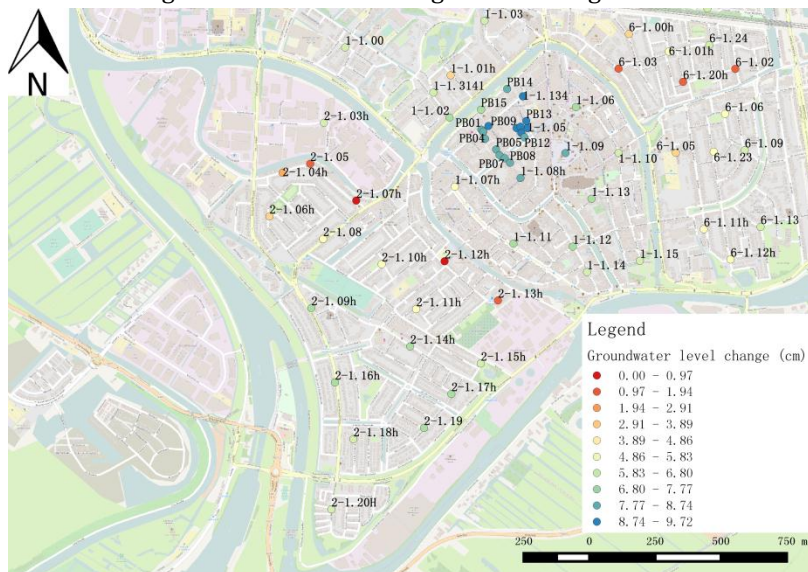 1-1.03
1-1.00
6-1.00h
6-1.24
6-1.01h
6-1.03
6-1.02
6-1.20h
1-1.01h
1-1.3141
PB14
1-1.134
1-1.06
6-1.06
1-1.02
PB15
2-1.03h
PB01
PB09
PB13
1-1.05
PB04
PB05
PB12
2-1.05
2-1.04h
PB07
PB08
1-1.09
1-1.10
6-1.05
6-1.23
6-1.09
N
1-1.07h
1-1.08h
2-1.07h
1-1.13
2-1.06h
2-1.08
6-1.11h
6-1.13
1-1.11
1-1.12
2-1.12h
2-1.10h
1-1.14
1-1.15
6-1.12h
2-1.09h
2-1.11h
2-1.13h
2-1.14h
2-1.15h
2-1.16h
2-1.17h
2-1.19
2-1.18h
2-1.20H
Legend
Groundwater level change (cm)
0.00 - 0.97
0.97 - 1.94
1.94 - 2.91
2.91 - 3.89
3.89 - 4.86
4.86 - 5.83
5.83 - 6.80
6.80 - 7.77
7.77 - 8.74
8.74 - 9.72
250 0 250 500 750 m